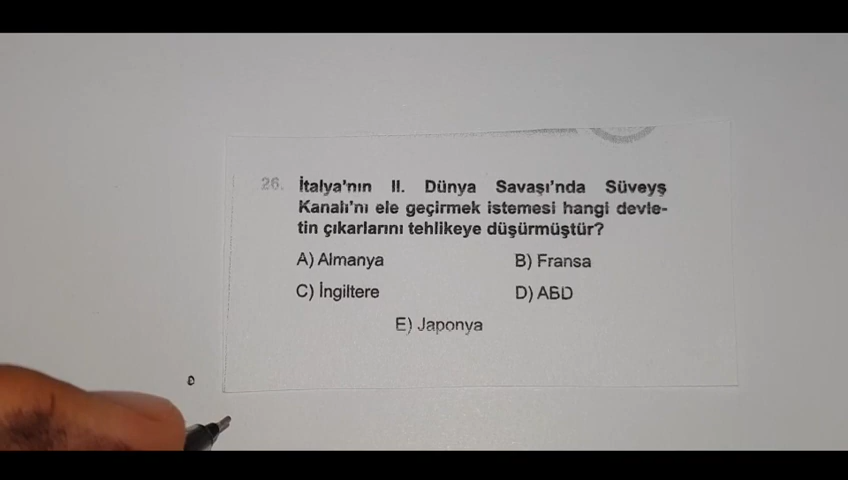 26. İtalya'nın II. Dünya Savaşı'nda Süveyş
Kanalı'nı ele geçirmek istemesi hangi devle-
tin çıkarlarını tehlikeye düşürmüştür?
A) Almanya B) Fransa
C) İngiltere D) ABD
E) Japonya